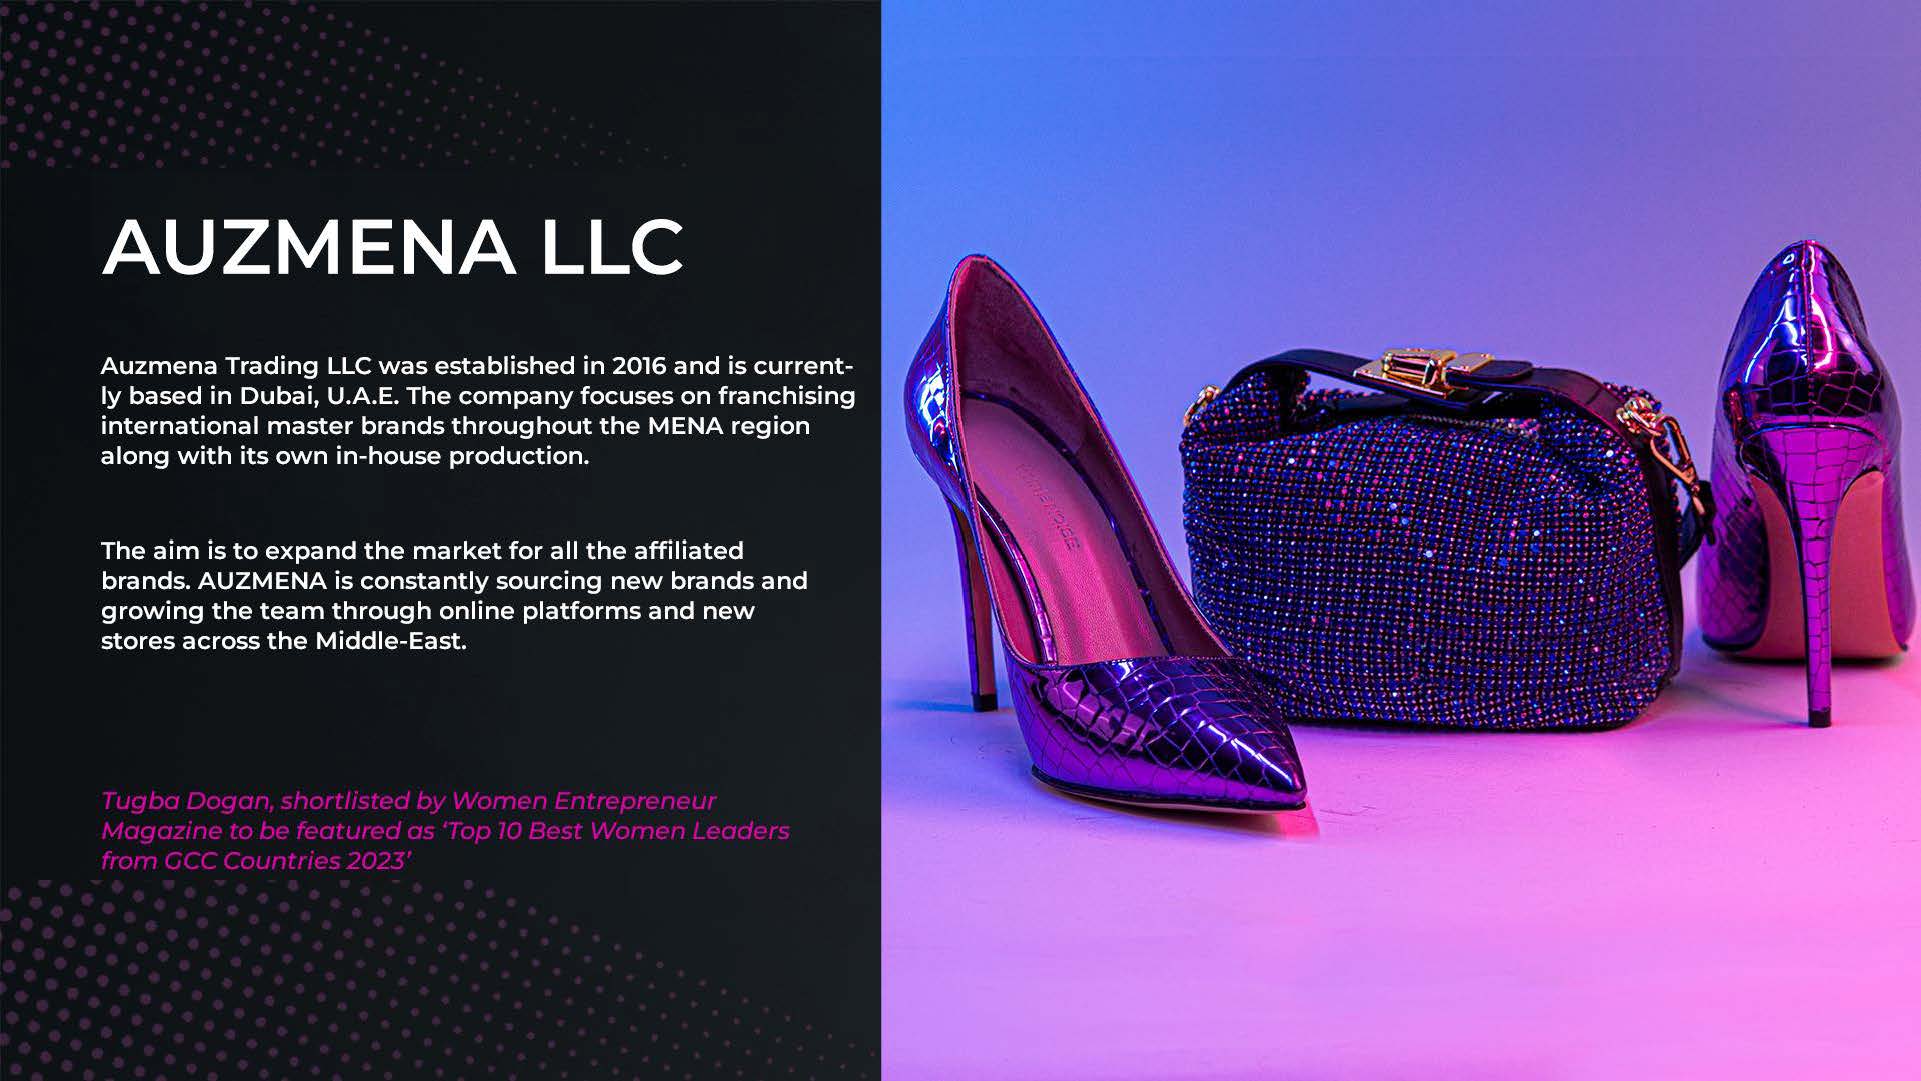 AUZMENA LLC
Auzmena Trading LLC was established in 2016 and is current-
ly based in Dubai, U.A.E. The company focuses on franchising
international master brands throughout the MENA region
along with its own in-house production.
The aim is to expand the market for all the affiliated
brands. AUZMENA is constantly sourcing new brands and
growing the team through online platforms and new
stores across the Middle-East.
Tugba Dogan, shortlisted by Women Entrepreneur
Magazine to be featured as ‘Top 10 Best Women Leaders
from GCC Countries 2023’